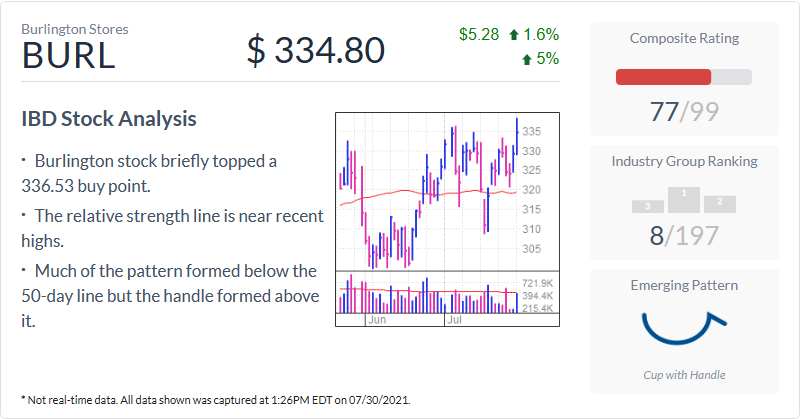 Burlington Stores
BURL
$ 334.80
$5.28 1.6%
5%
IBD Stock Analysis
• Burlington stock briefly topped a
336.53 buy point.
• The relative strength line is near recent
highs.
• Much of the pattern formed below the
50-day line but the handle formed above
it.
335
330
325
320
315
310
305
721.9K
394.4K
215.4K
Jun
Jul
Composite Rating
77/99
Industry Group Ranking
3
1
2
8/197
Emerging Pattern
Cup with Handle
* Not real-time data. All data shown was captured at 1:26PM EDT on 07/30/2021.